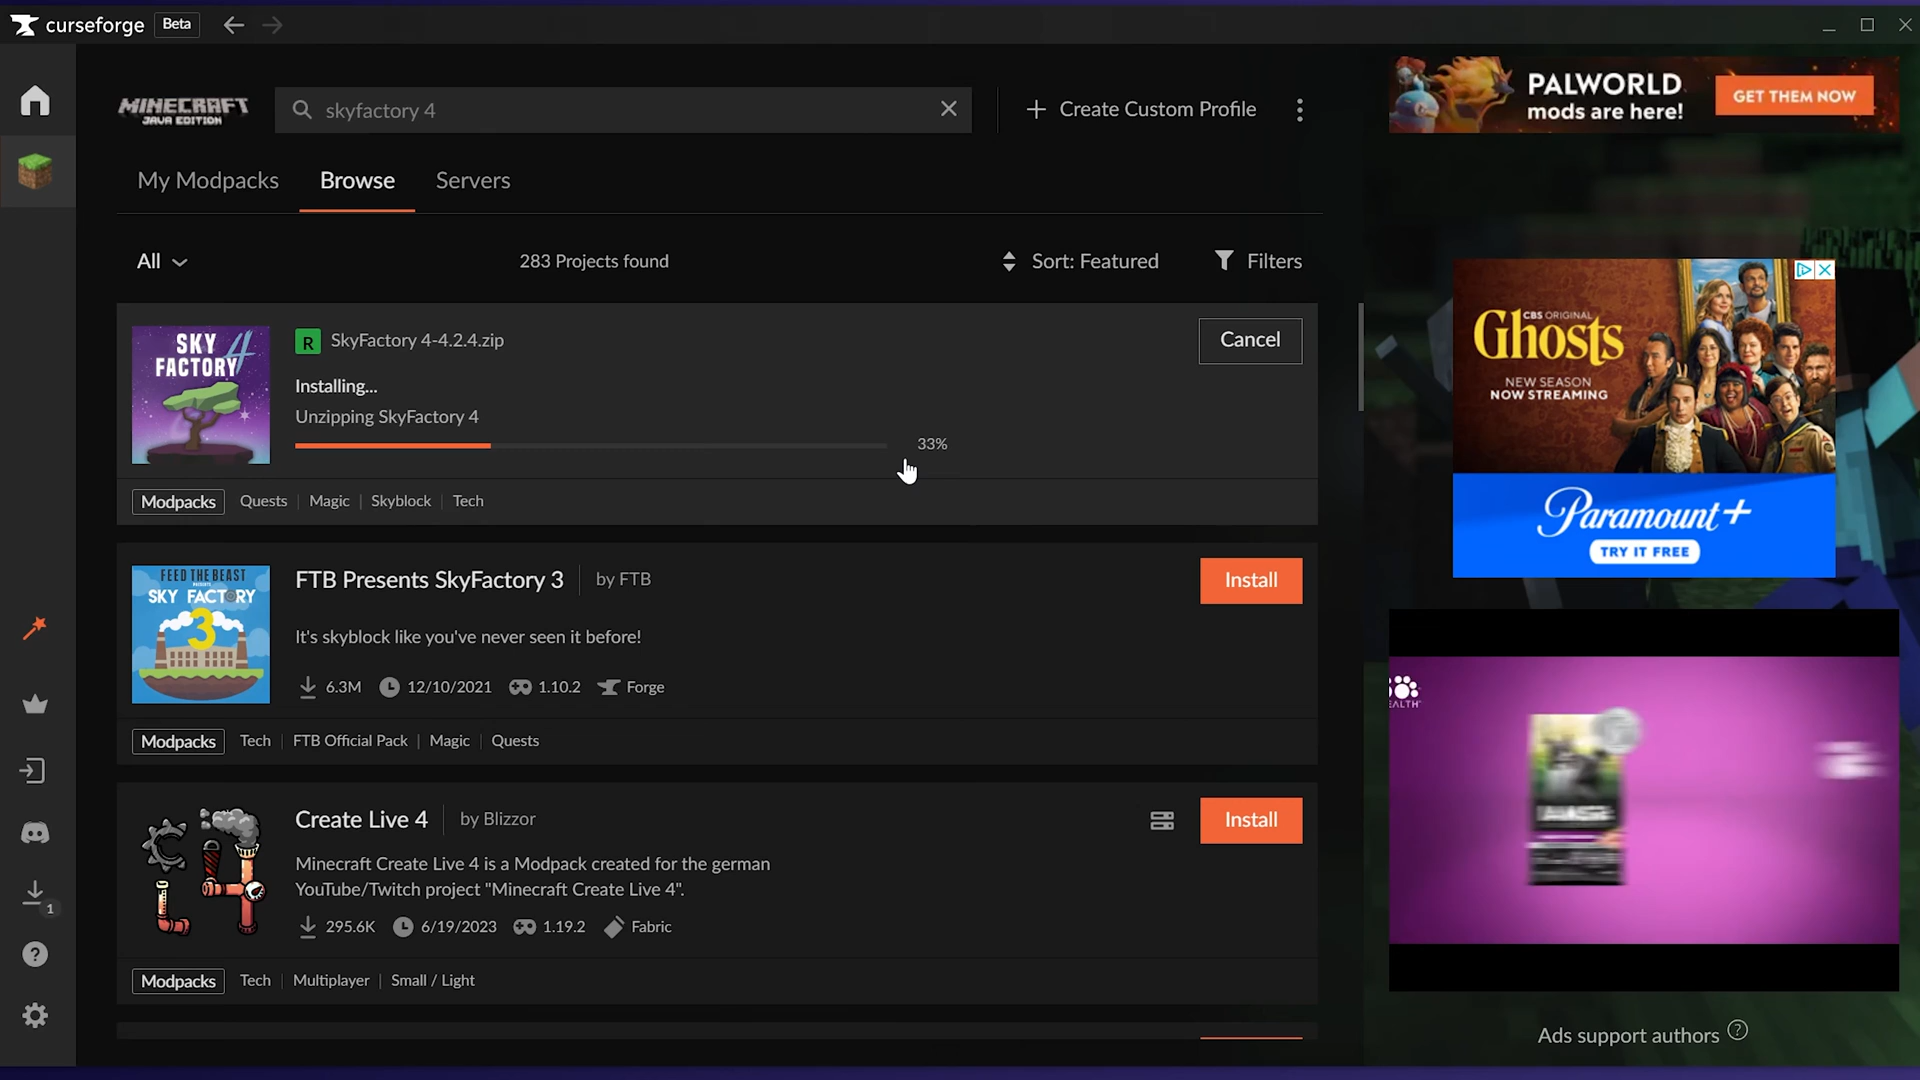 curseforge Beta
MINECRAFT
JAVA EDITION
skyfactory 4
Create Custom Profile
My Modpacks
Browse
Servers
All
283 Projects found
Sort: Featured
Filters
SKY
FACTORY 4
R SkyFactory 4-4.2.4.zip
Cancel
Installing...
Unzipping SkyFactory 4
33%
Modpacks Quests | Magic | Skyblock | Tech
FEED THE BEAST
PRESENTS
SKY FACTORY
3
FTB Presents SkyFactory 3 by FTB
Install
It's skyblock like you've never seen it before!
6.3M 12/10/2021 1.10.2 Forge
Modpacks Tech | FTB Official Pack | Magic | Quests
Create Live 4 by Blizzor
Install
Minecraft Create Live 4 is a Modpack created for the german
YouTube/Twitch project "Minecraft Create Live 4".
295.6K 6/19/2023 1.19.2 Fabric
Modpacks Tech | Multiplayer | Small / Light
1
PALWORLD
mods are here!
GET THEM NOW
CBS ORIGINAL
Ghosts
NEW SEASON
NOW STREAMING
Paramount+
TRY IT FREE
Ads support authors